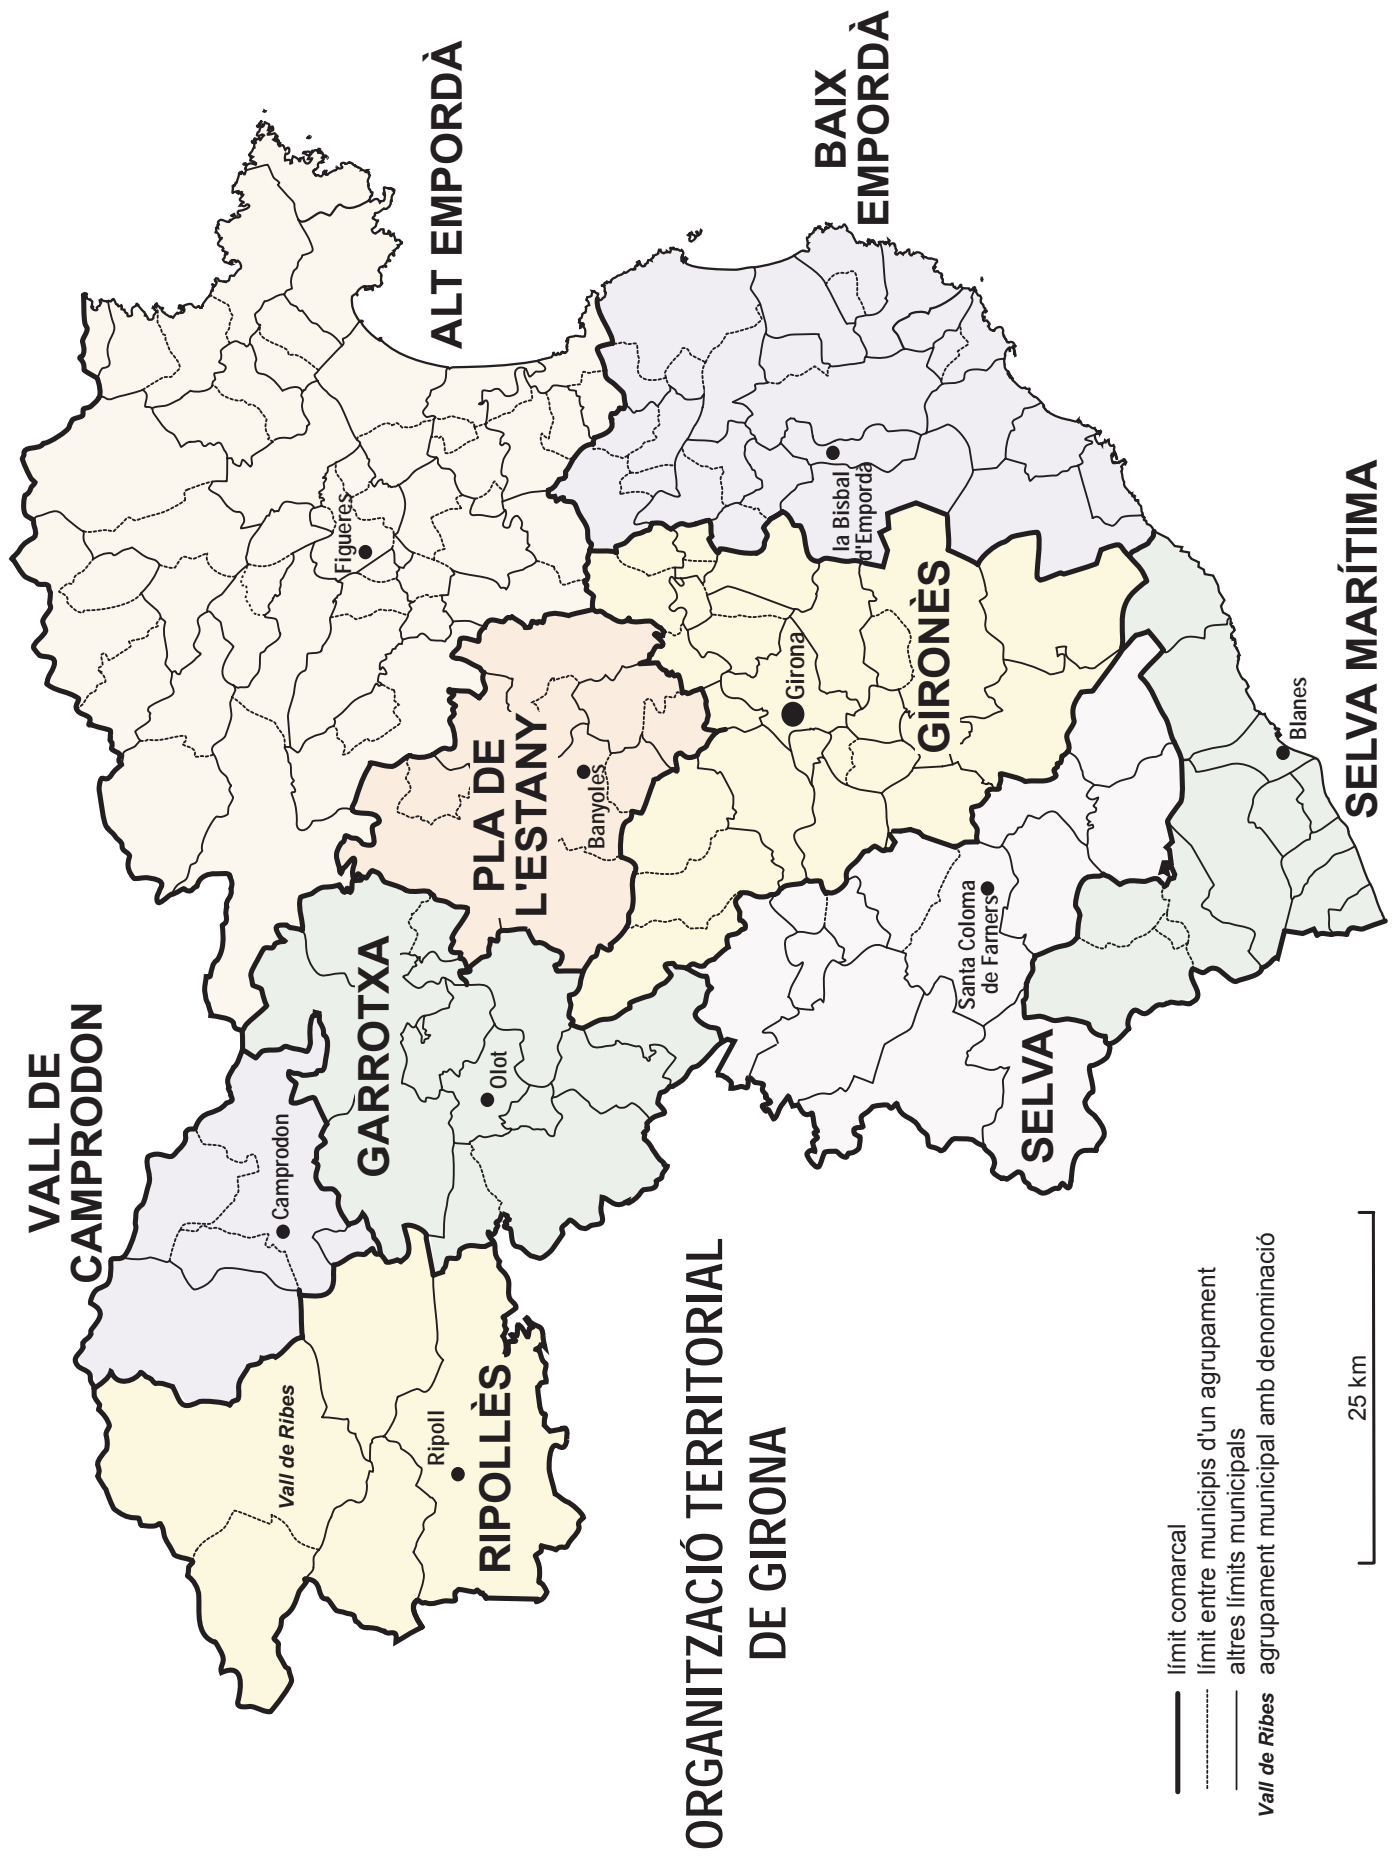 VALL DE
CAMPRODON
ALT EMPORDÀ
BAIX
EMPORDÀ
Figueres
PLA DE
L'ESTANY
Banyoles
GARROTXA
Olot
Camprodon
Vall de Ribes
Ripoll
RIPOLLÈS
la Bisbal
d'Empordà
Girona
GIRONÈS
Santa Coloma
de Farners
SELVA
Blanes
SELVA MARÍTIMA
ORGANITZACIÓ TERRITORIAL
DE GIRONA
límit comarcal
límit entre municipis d'un agrupament
altres límits municipals
Vall de Ribes agrupament municipal amb denominació
25 km